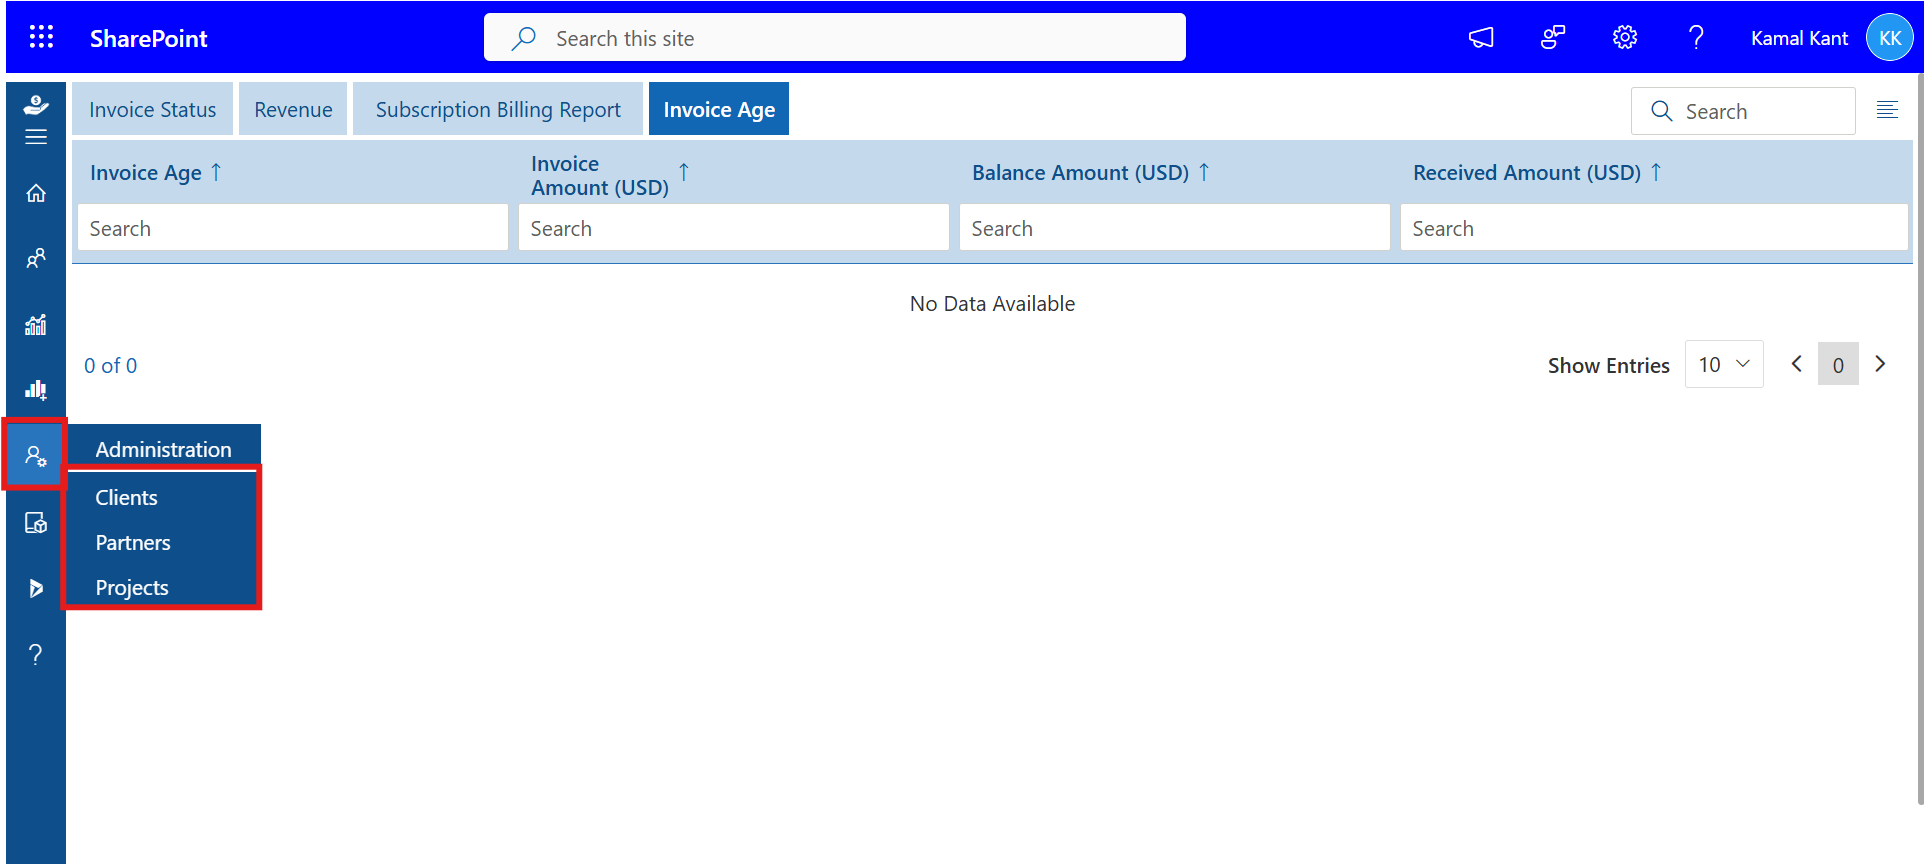 SharePoint
Search this site
Kamal Kant
KK
Invoice Status
Revenue
Subscription Billing Report
Invoice Age
Search
Invoice Age ↑
Invoice
Amount (USD) ↑
Balance Amount (USD) ↑
Received Amount (USD) ↑
Search
Search
Search
Search
No Data Available
0 of 0
Show Entries
10
0
Administration
Clients
Partners
Projects